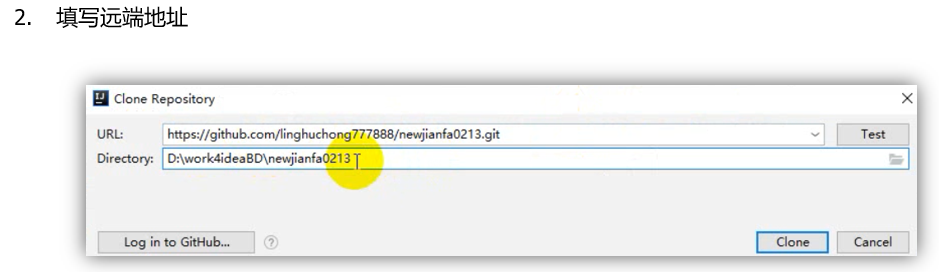 2. 填写远端地址
Clone Repository
URL: https://github.com/linghuchong777888/newjianfa0213.git Test
Directory: D:\work4ideaBD\newjianfa0213
Log in to GitHub... ? Clone Cancel